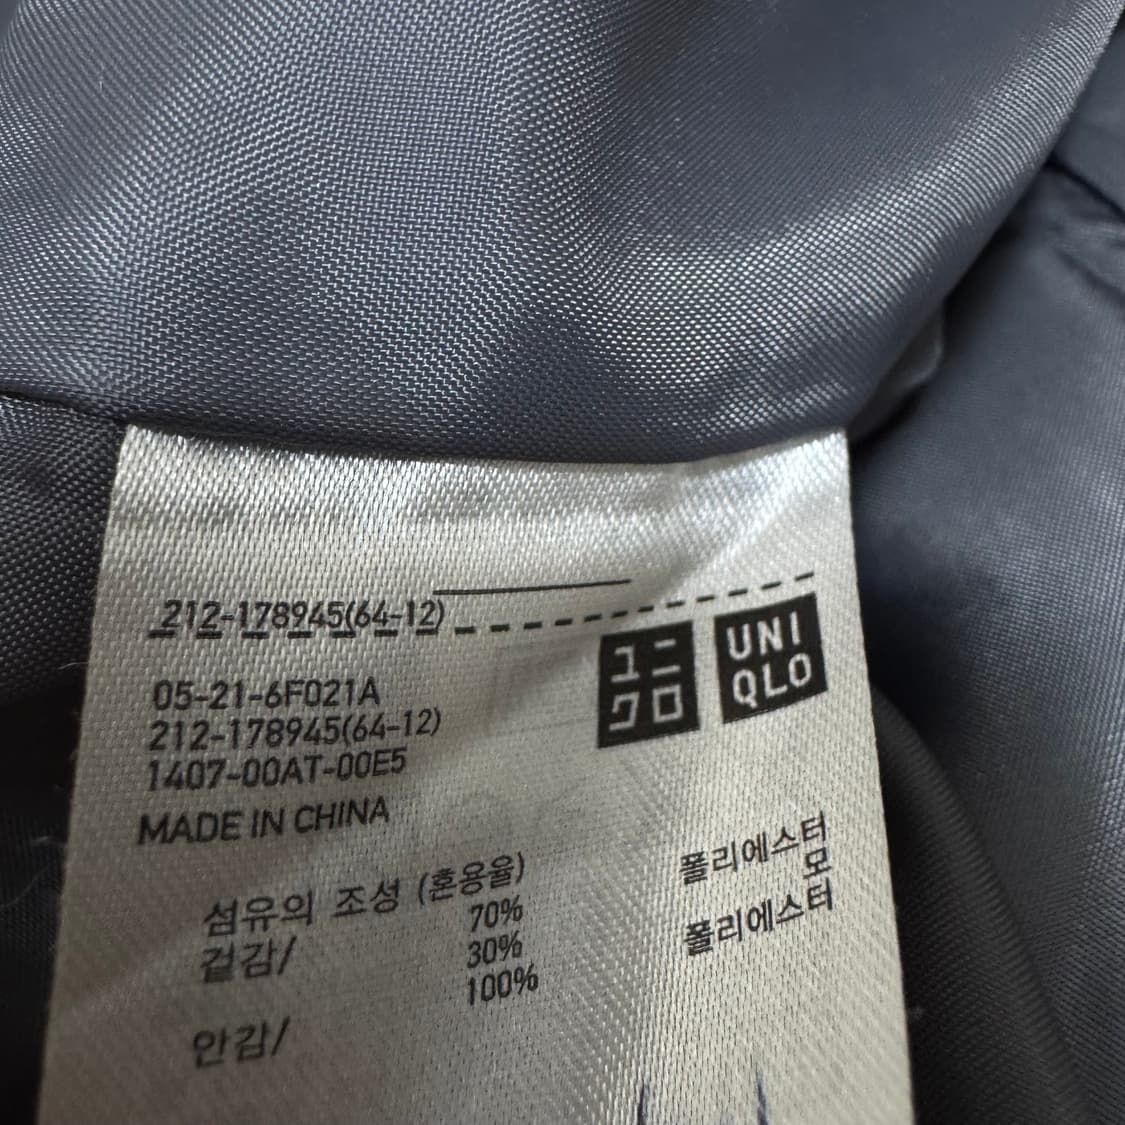 212-178945(64-12)
ユニ
クロ
UNI
QLO
05-21-6F021A
212-178945(64-12)
1407-00AT-00E5
MADE IN CHINA
섬유의 조성 (혼용율)
겉감/ 70% 폴리에스터
30% 모
안감/ 100% 폴리에스터